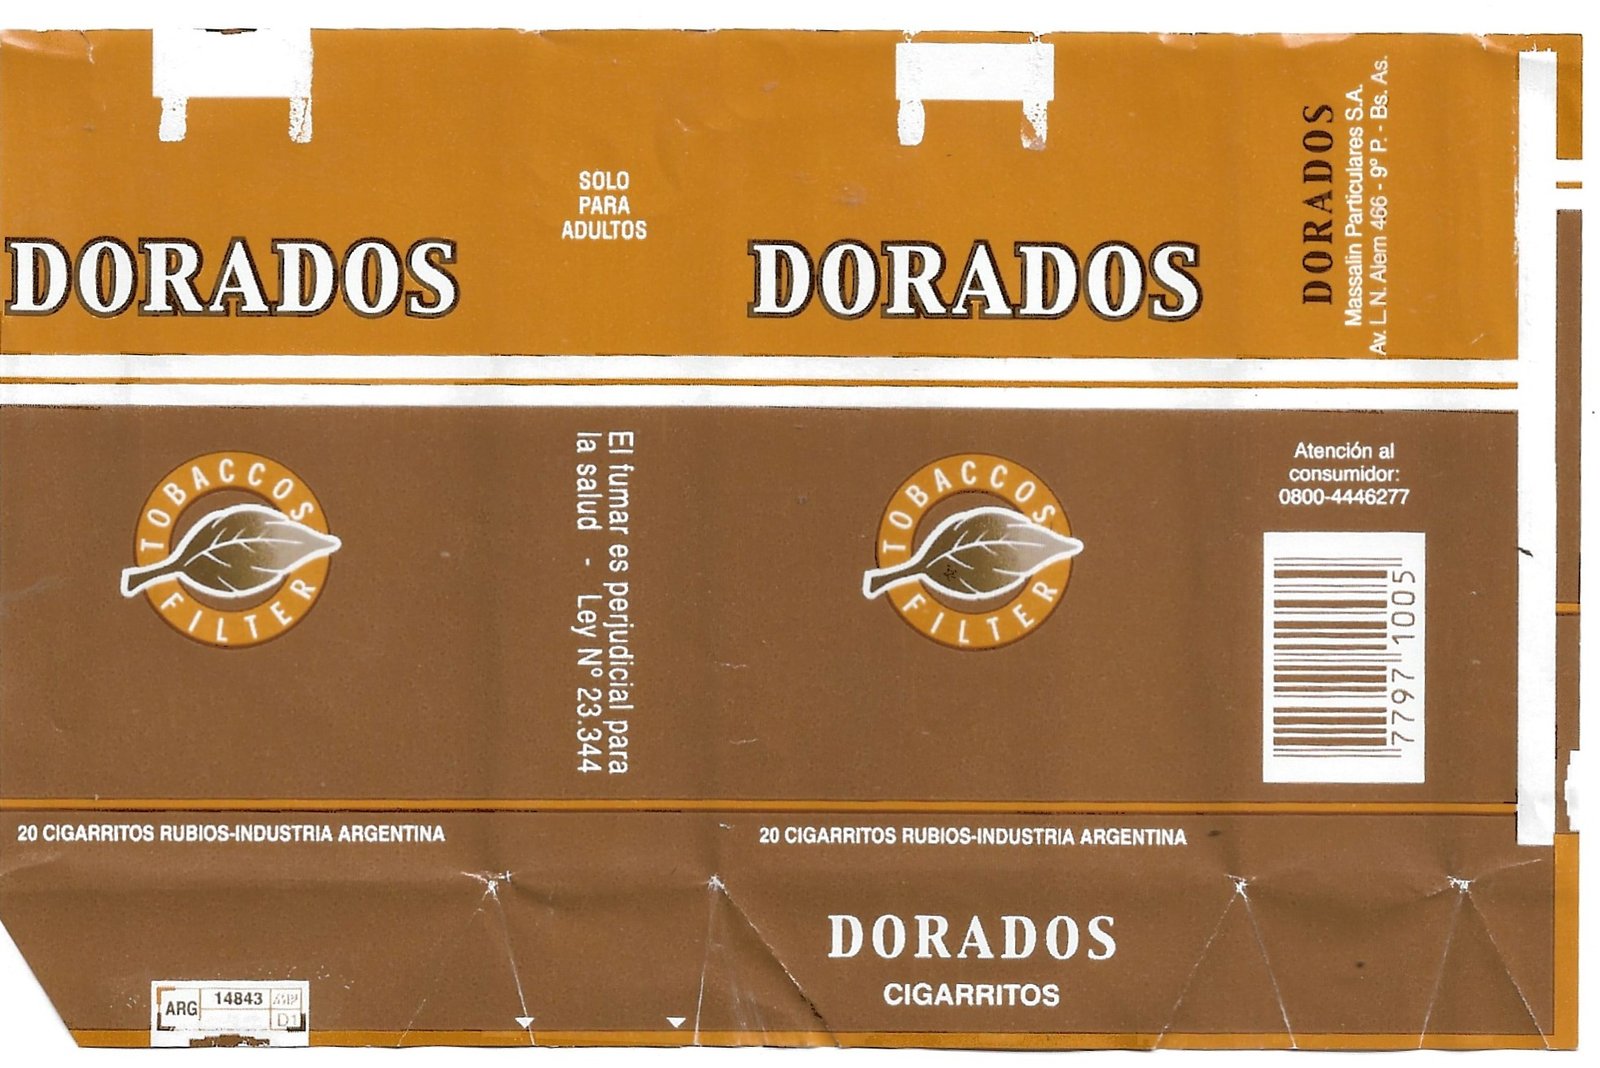 DORADOS
SOLO
PARA
ADULTOS
DORADOS
DORADOS
Massalin Particulares S.A.
Av. L. N. Alem 466 - 9º P. - Bs. As.
TOBACCOS
FILTER
El fumar es perjudicial para
la salud - Ley Nº 23.344
TOBACCOS
FILTER
Atención al
consumidor:
0800-4446277
77971005
20 CIGARRITOS RUBIOS-INDUSTRIA ARGENTINA
20 CIGARRITOS RUBIOS-INDUSTRIA ARGENTINA
DORADOS
CIGARRITOS
ARG
14843
D1